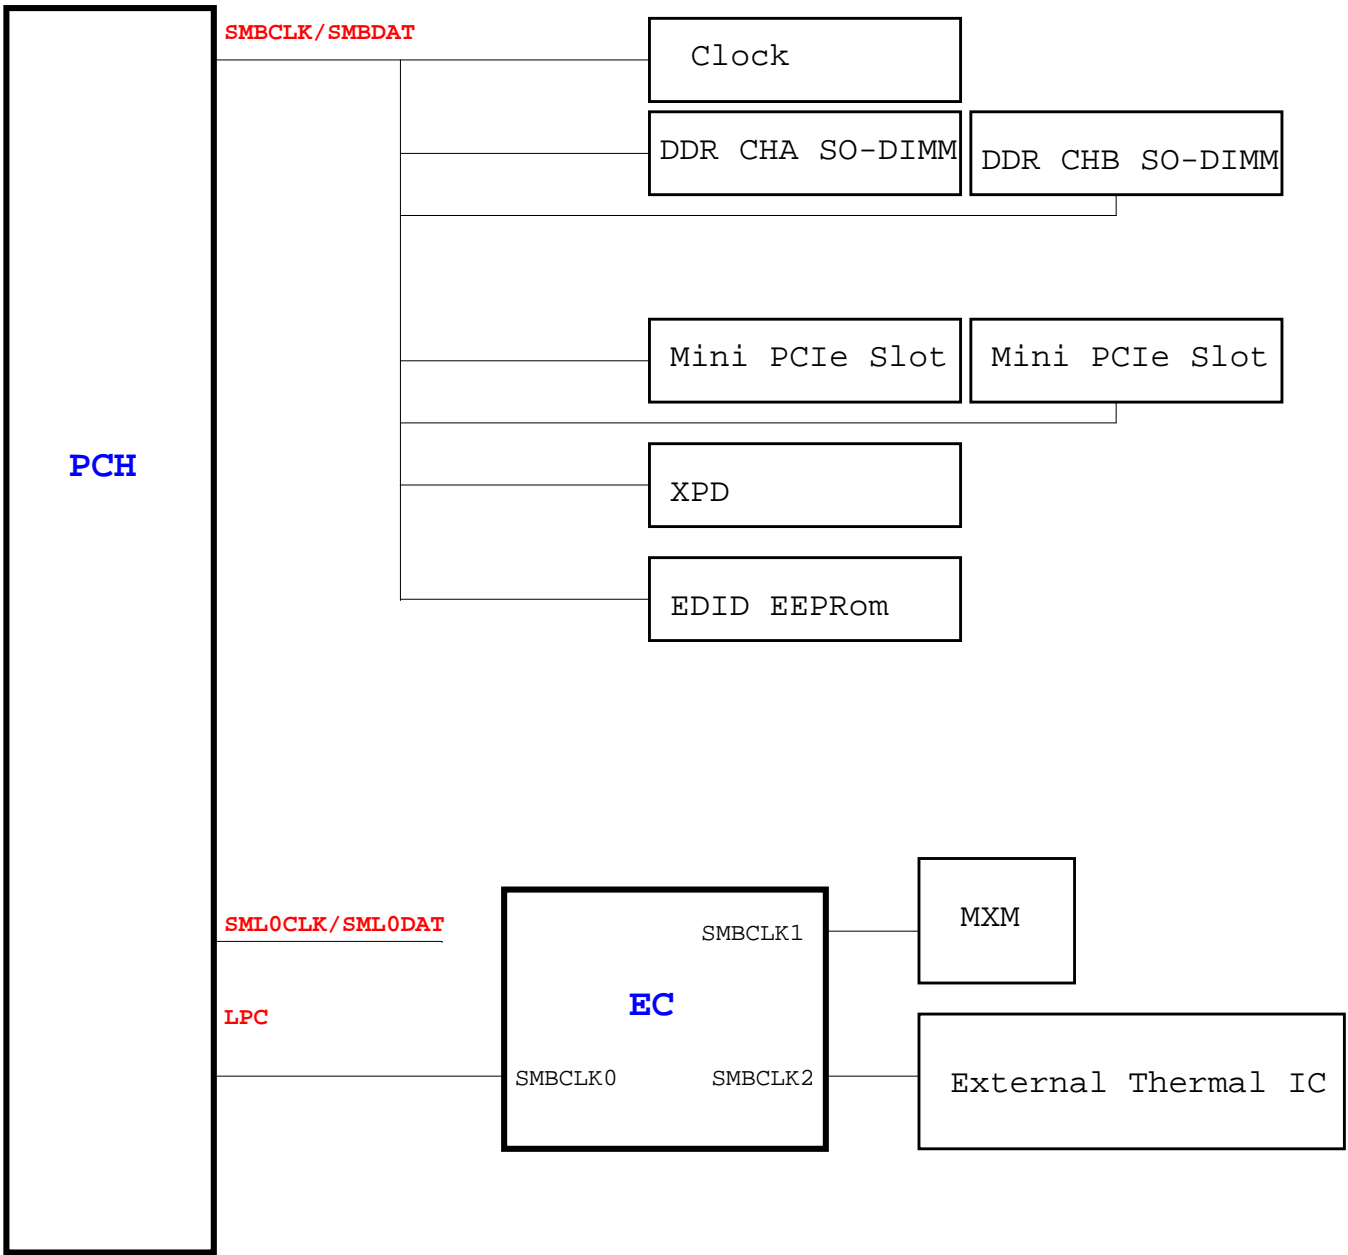 SMBCLK/SMBDAT
Clock
DDR CHA SO-DIMM
DDR CHB SO-DIMM
Mini PCIe Slot
Mini PCIe Slot
PCH
XPD
EDID EEPRom
SML0CLK/SML0DAT
SMBCLK1
MXM
EC
LPC
SMBCLK0
SMBCLK2
External Thermal IC